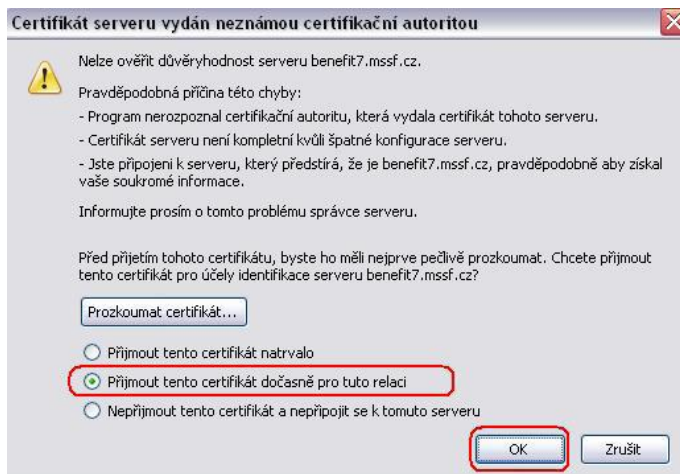 Certifikát serveru vydán neznámou certifikační autoritou
Nelze ověřit důvěryhodnost serveru benefit7.mssf.cz.
Pravděpodobná příčina této chyby:
- Program nerozpoznal certifikační autoritu, která vydala certifikát tohoto serveru.
- Certifikát serveru není kompletní kvůli špatné konfigurace serveru.
- Jste připojeni k serveru, který předstírá, že je benefit7.mssf.cz, pravděpodobně aby získal
vaše soukromé informace.
Informujte prosím o tomto problému správce serveru.
Před přijetím tohoto certifikátu, byste ho měli nejprve pečlivě prozkoumat. Chcete přijmout
tento certifikát pro účely identifikace serveru benefit7.mssf.cz?
Prozkoumat certifikát...
Přijmout tento certifikát natrvalo
Přijmout tento certifikát dočasně pro tuto relaci
Nepřijmout tento certifikát a nepřipojit se k tomuto serveru
OK
Zrušit